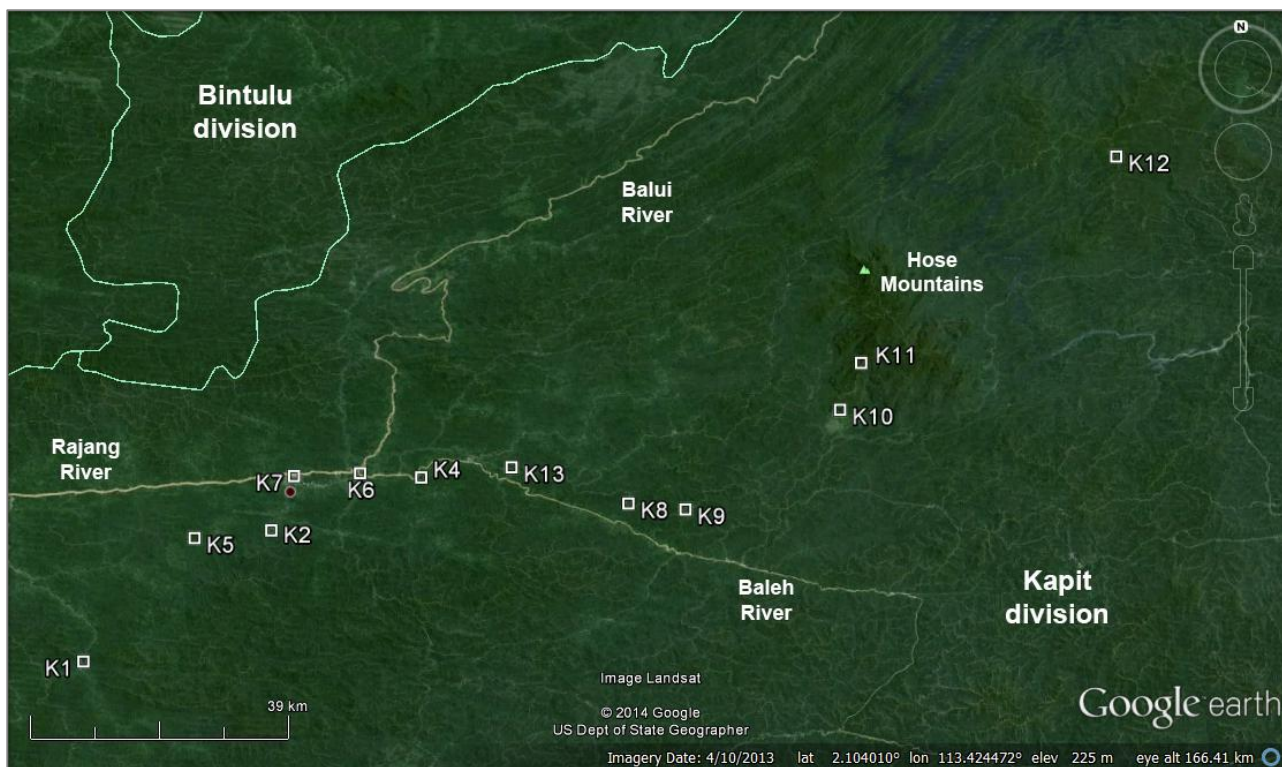 N
Bintulu
division
K12
Balui
River
Hose
Mountains
K11
K10
Rajang
River
K7
K6
K4
K13
K8
K9
K5
K2
Baleh
River
Kapit
division
K1
39 km
Image Landsat
© 2014 Google
US Dept of State Geographer
Google earth
Imagery Date: 4/10/2013 lat 2.104010° lon 113.424472° elev 225 m eye alt 166.41 km